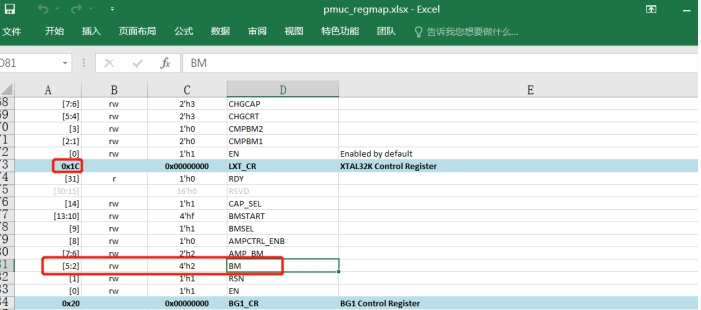 pmuc_regmap.xlsx - Excel
文件 开始 插入 页面布局 公式 数据 审阅 视图 特色功能 团队 告诉我您想要做什么...
D81 fx BM
A B C D E
68 [7:6] rw 2'h3 CHGCAP
69 [5:4] rw 2'h3 CHGCRT
70 [3] rw 1'h0 CMPBM2
71 [2:1] rw 2'h0 CMPBM1
72 [0] rw 1'h1 EN Enabled by default
73 0x1C 0x00000000 LXT_CR XTAL32K Control Register
74 [31] r 1'h0 RDY
75 [30:15] 16'h0 RSVD
76 [14] rw 1'h1 CAP_SEL
77 [13:10] rw 4'hf BMSTART
78 [9] rw 1'h1 BMSEL
79 [8] rw 1'h0 AMPCTRL_ENB
80 [7:6] rw 2'h2 AMP_BM
81 [5:2] rw 4'h2 BM
82 [1] rw 1'h1 RSN
83 [0] rw 1'h1 EN
84 0x20 0x00000000 BG1_CR BG1 Control Register